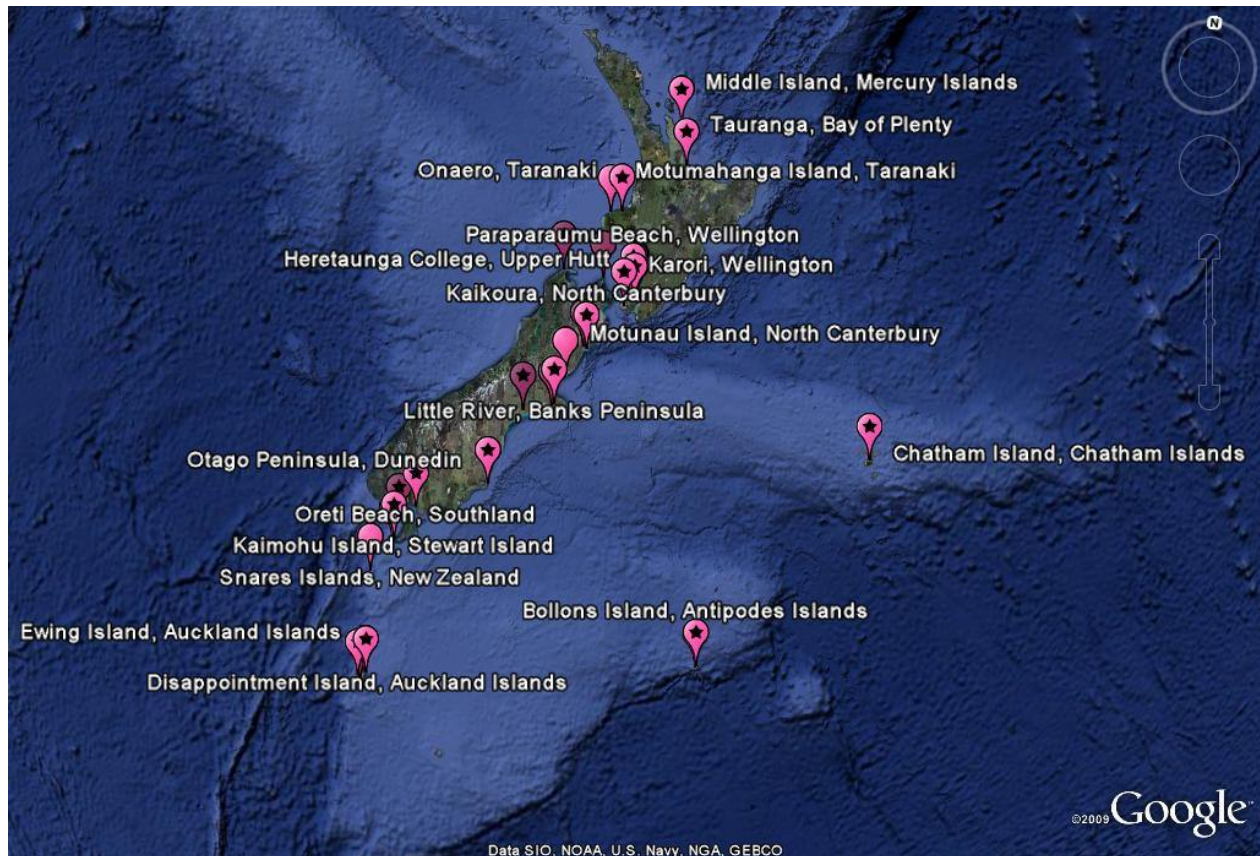 N
Middle Island, Mercury Islands
Tauranga, Bay of Plenty
Onaero, Taranaki
Motumahanga Island, Taranaki
Paraparaumu Beach, Wellington
Heretaunga College, Upper Hutt
Karori, Wellington
Kaikoura, North Canterbury
Motunau Island, North Canterbury
Little River, Banks Peninsula
Chatham Island, Chatham Islands
Otago Peninsula, Dunedin
Oreti Beach, Southland
Kaimohu Island, Stewart Island
Snares Islands, New Zealand
Bollons Island, Antipodes Islands
Ewing Island, Auckland Islands
Disappointment Island, Auckland Islands
©2009 Google
Data SIO, NOAA, U.S. Navy, NGA, GEBCO